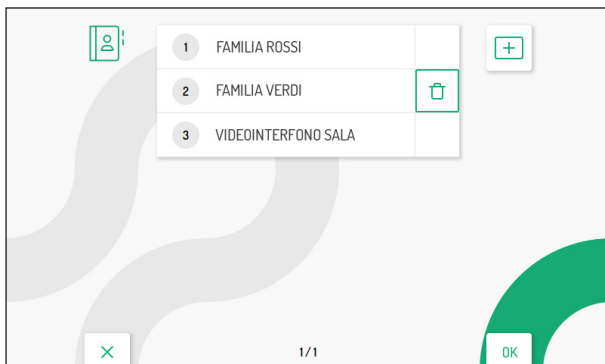 1 FAMILIA ROSSI
2 FAMILIA VERDI
3 VIDEOINTERFONO SALA
1/1
OK